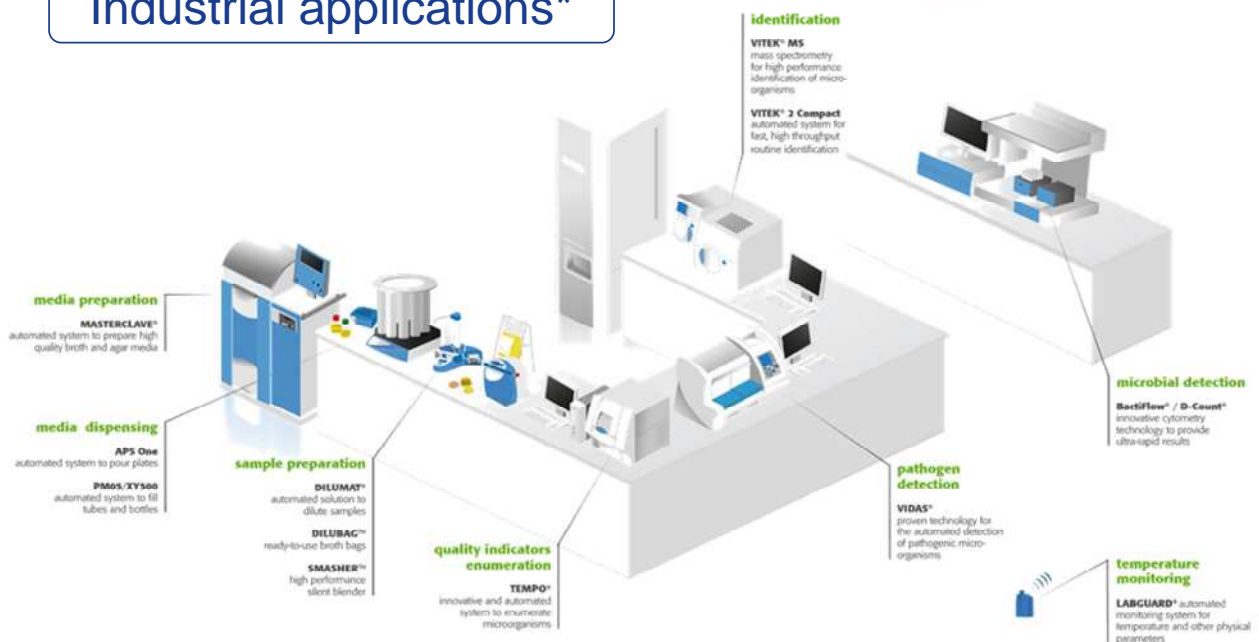 Industrial applications*
identification
VITEK® MS
mass spectrometry
for high performance
identification of micro-
organisms
VITEK® 2 Compact
automated system for
fast, high throughput
routine identification
media preparation
MASTERCLAVE®
automated system to prepare high
quality broth and agar media
media dispensing
APS One
automated system to pour plates
PM05/XY500
automated system to fill
tubes and bottles
sample preparation
DILUMAT®
automated solution to
dilute samples
DILUBAG™
ready-to-use broth bags
SMASHER™
high performance
silent blender
quality indicators
enumeration
TEMPO®
innovative and automated
system to enumerate
microorganisms
pathogen
detection
VIDAS®
proven technology for
the automated detection
of pathogenic micro-
organisms
microbial detection
BactiFlow® / D-Count®
innovative cytometry
technology to provide
ultra-rapid results
temperature
monitoring
LABGUARD® automated
monitoring system for
temperature and other physical
parameters